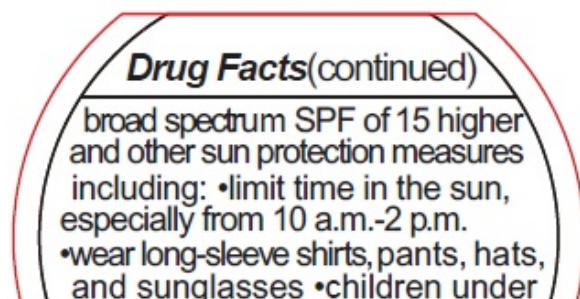 Drug Facts(continued)
broad spectrum SPF of 15 higher
and other sun protection measures
including: •limit time in the sun,
especially from 10 a.m.-2 p.m.
•wear long-sleeve shirts, pants, hats,
and sunglasses •children under